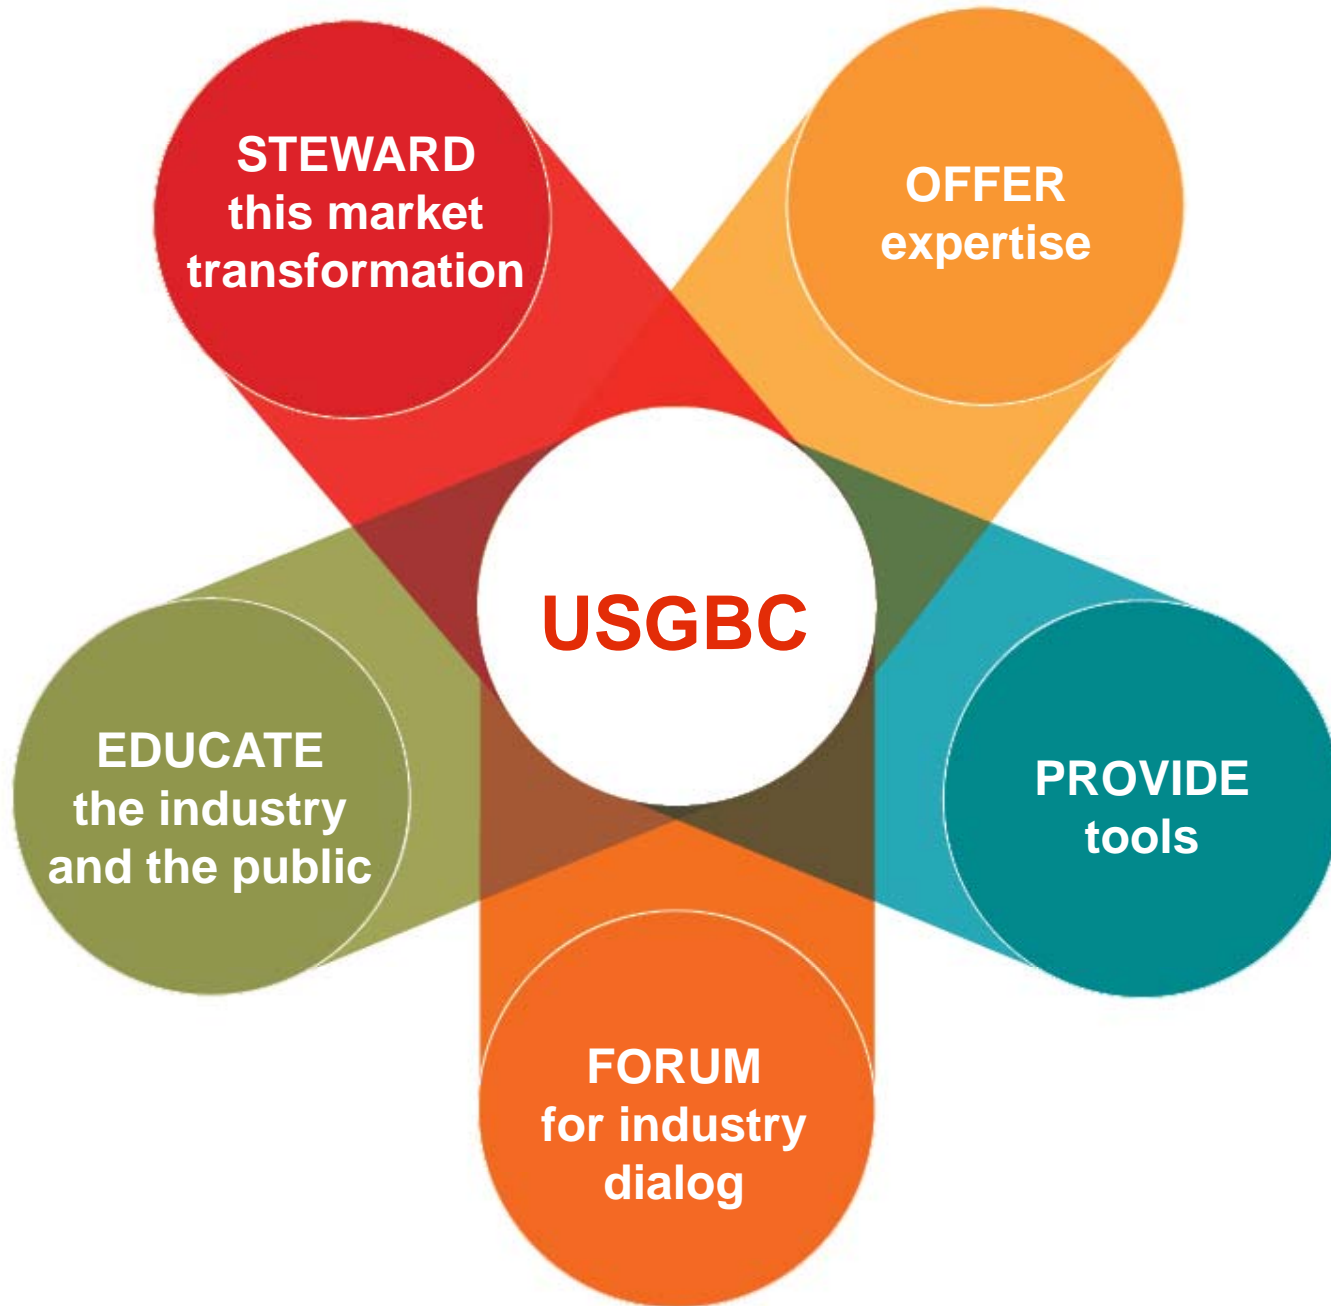 STEWARD
this market
transformation
OFFER
expertise
USGBC
EDUCATE
the industry
and the public
PROVIDE
tools
FORUM
for industry
dialog